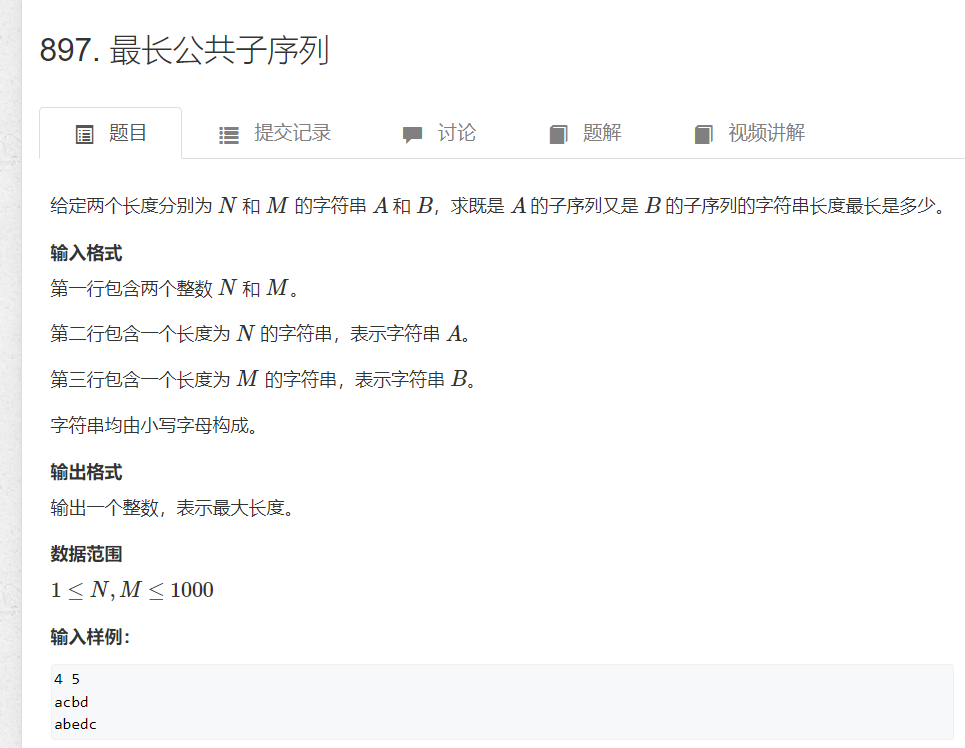 897. 最长公共子序列
题目 提交记录 讨论 题解 视频讲解
给定两个长度分别为 N 和 M 的字符串 A 和 B，求既是 A 的子序列又是 B 的子序列的字符串长度最长是多少。
输入格式
第一行包含两个整数 N 和 M。
第二行包含一个长度为 N 的字符串，表示字符串 A。
第三行包含一个长度为 M 的字符串，表示字符串 B。
字符串均由小写字母构成。
输出格式
输出一个整数，表示最大长度。
数据范围
1 ≤ N, M ≤ 1000
输入样例：
4 5
acbd
abedc